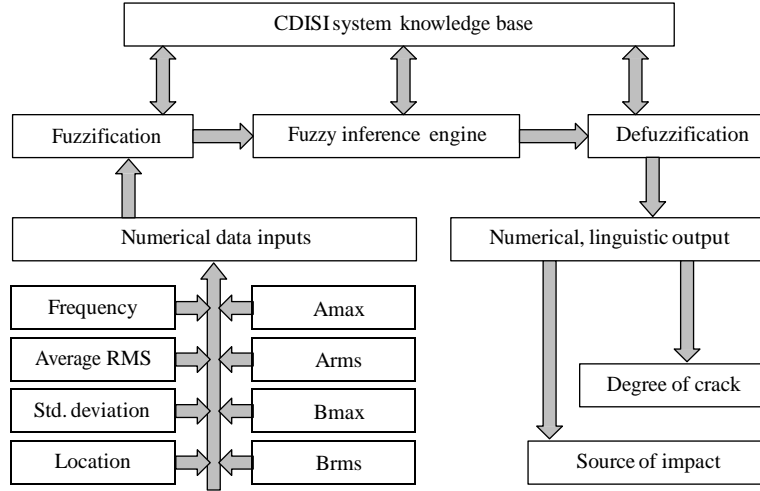 CDISI system knowledge base
Fuzzification
Fuzzy inference engine
Defuzzification
Numerical data inputs
Numerical, linguistic output
Frequency
Amax
Average RMS
Arms
Degree of crack
Std. deviation
Bmax
Location
Brms
Source of impact